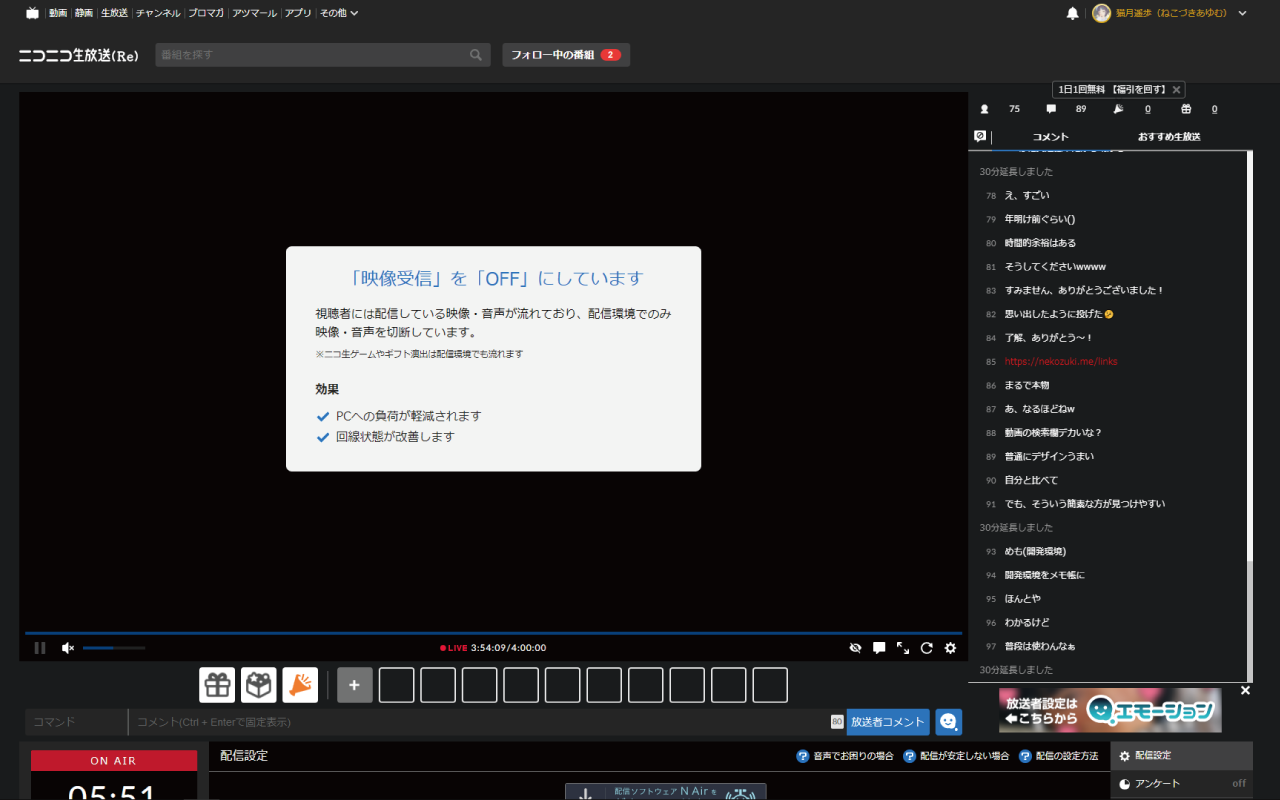 動画 静画 生放送 チャンネル ブロマガ アツマール アプリ その他
猫月遥歩（ねこづきあゆむ）
ニコニコ生放送(Re)
番組を探す
フォロー中の番組 2
1日1回無料 【福引を回す】
75 89 0 0
コメント おすすめ生放送
30分延長しました
78 え、すごい
79 年明け前ぐらい()
80 時間的余裕はある
81 そうしてくださいwwww
83 すみません、ありがとうございました！
82 思い出したように投げた
84 了解、ありがとう～！
85 https://nekozuki.me/links
86 まるで本物
87 あ、なるほどねw
88 動画の検索欄デカいな？
89 普通にデザインうまい
90 自分と比べて
91 でも、そういう簡素な方が見つけやすい
30分延長しました
93 めも(開発環境)
94 開発環境をメモ帳に
95 ほんとや
96 わかるけど
97 普段は使わんなぁ
30分延長しました
「映像受信」を「OFF」にしています
視聴者には配信している映像・音声が流れており、配信環境でのみ
映像・音声を切断しています。
※ニコ生ゲームやギフト演出は配信環境でも流れます
効果
PCへの負荷が軽減されます
回線状態が改善します
LIVE 3:54:09/4:00:00
コマンド コメント(Ctrl + Enterで固定表示) 80 放送者コメント
放送者設定は
こちらから
エモーション
ON AIR
05:51
配信設定
音声でお困りの場合 配信が安定しない場合 配信の設定方法
配信ソフトウェア N Air を
配信設定
アンケート off